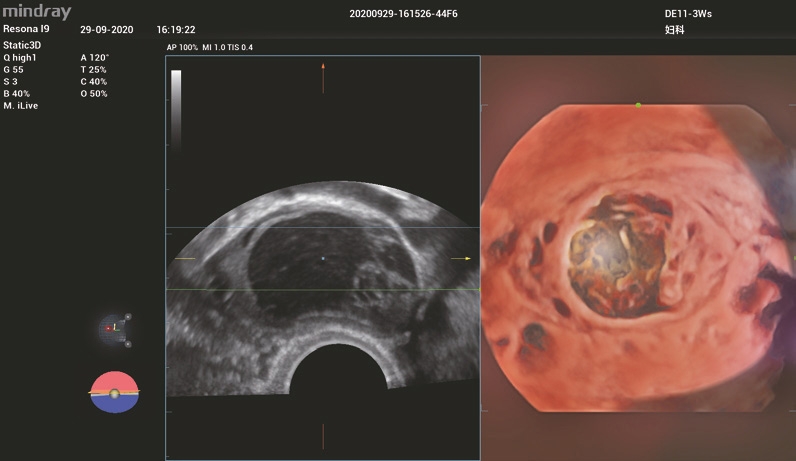 mindray
20200929-161526-44F6
DE11-3Ws
Resona I9
29-09-2020
16:19:22
妇科
Static3D
AP 100% MI 1.0 TIS 0.4
Q high1
A 120°
G 55
T 25%
S 3
C 40%
B 40%
O 50%
M. iLive